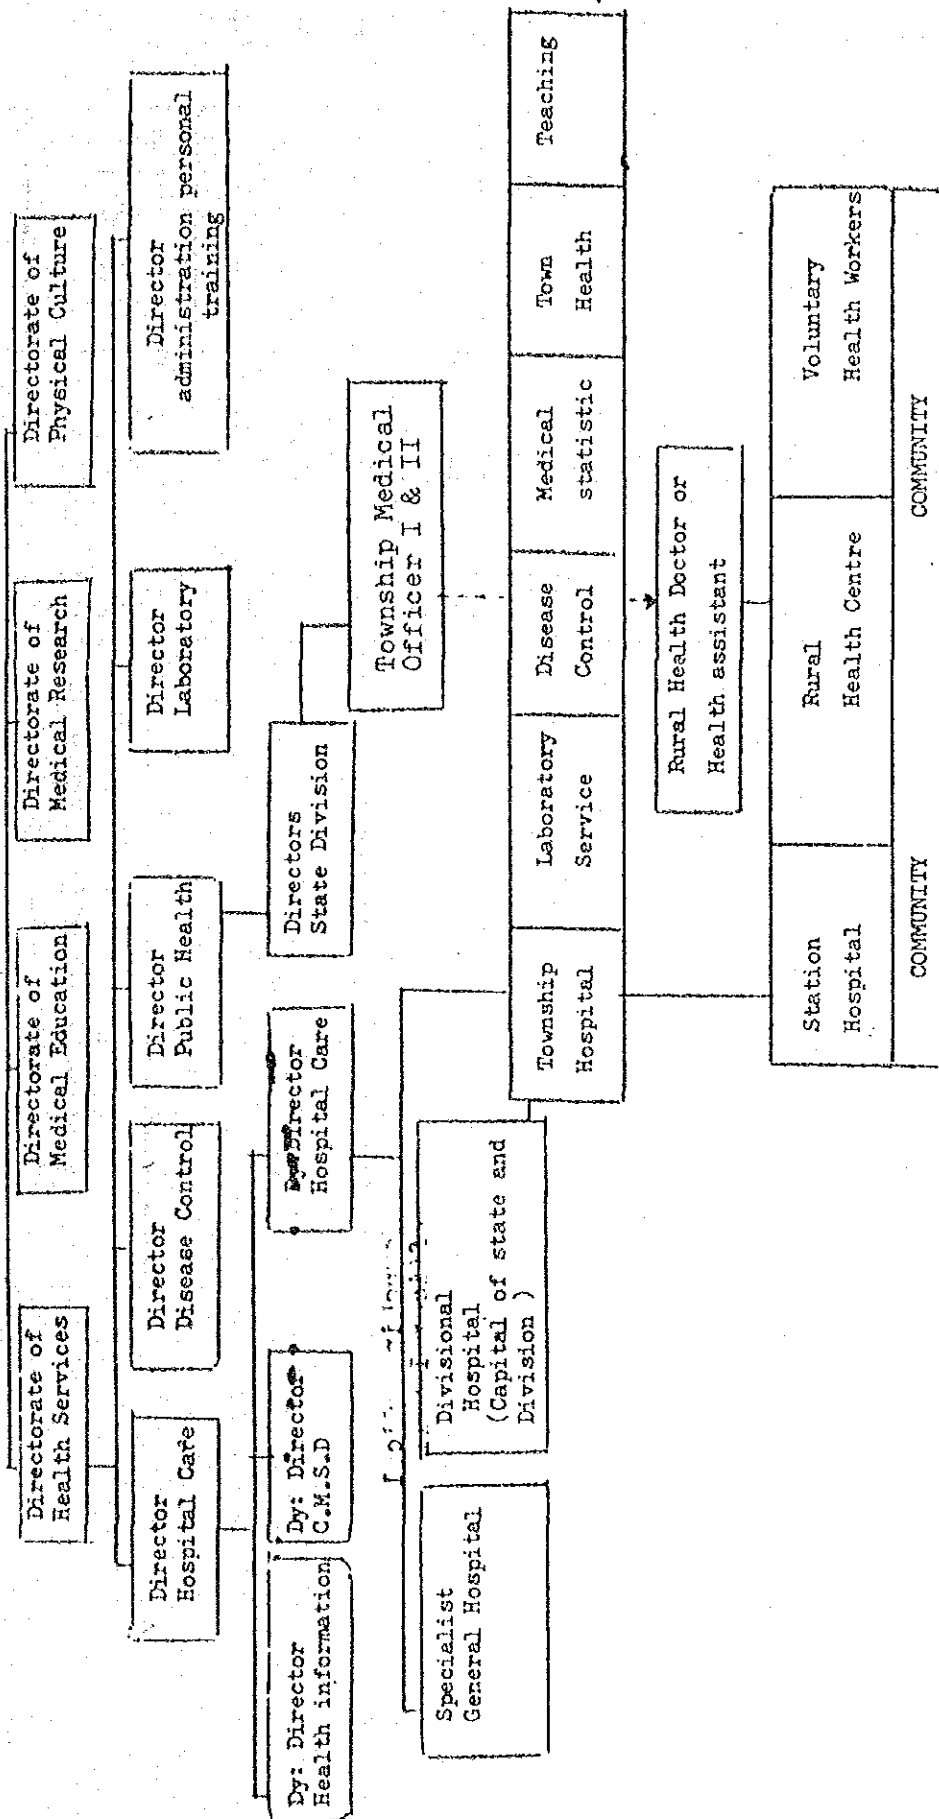 Directorate of
Health Services
Directorate of
Medical Education
Directorate of
Medical Research
Directorate of
Physical Culture
Director
Hospital Care
Director
Disease Control
Director
Public Health
Director
Laboratory
Director
administration personal
training
Dy: Director
Health information
Dy: Director
C.M.S.D
Dy: Director
Hospital Care
Directors
State Division
Township Medical
Officer I & II
Specialist
General Hospital
Divisional
Hospital
(Capital of state and
Division )
Township
Hospital
Laboratory
Service
Disease
Control
Medical
statistic
Town
Health
Teaching
Rural Health Doctor or
Health assistant
Station
Hospital
Rural
Health Centre
Voluntary
Health Workers
COMMUNITY
COMMUNITY